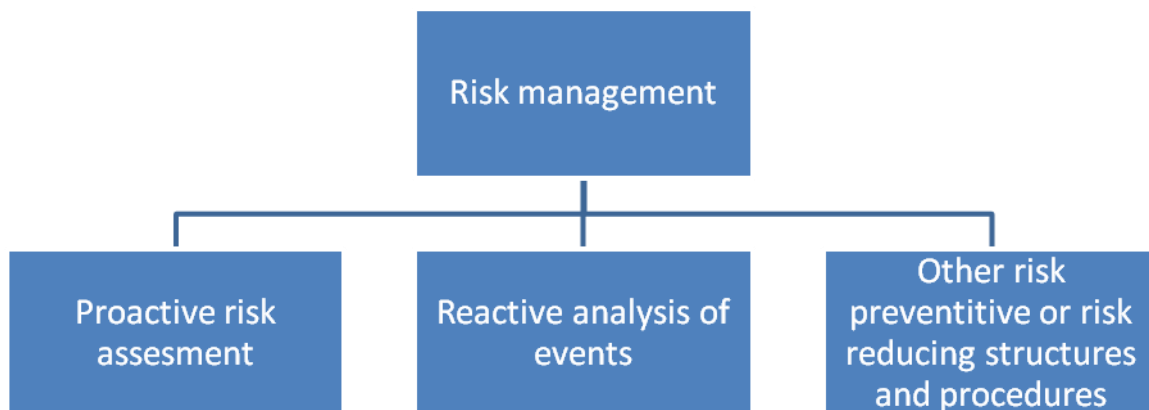 Risk management
Proactive risk
assesment
Reactive analysis of
events
Other risk
preventitive or risk
reducing structures
and procedures